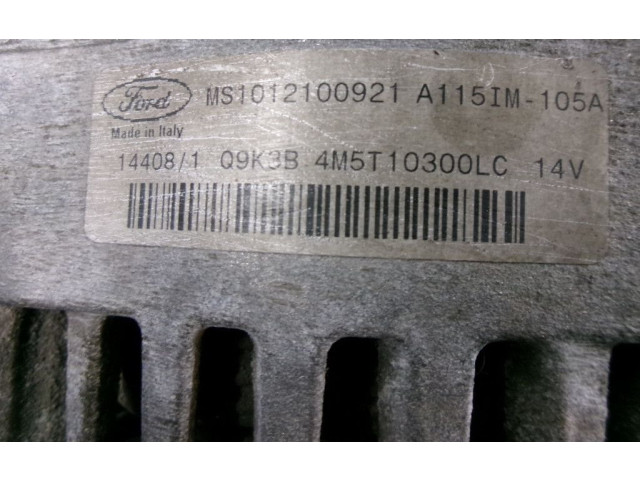 Ford MS1012100921 A115IM-105A
Made in Italy
14408/1 Q9K3B 4M5T10300LC 14V